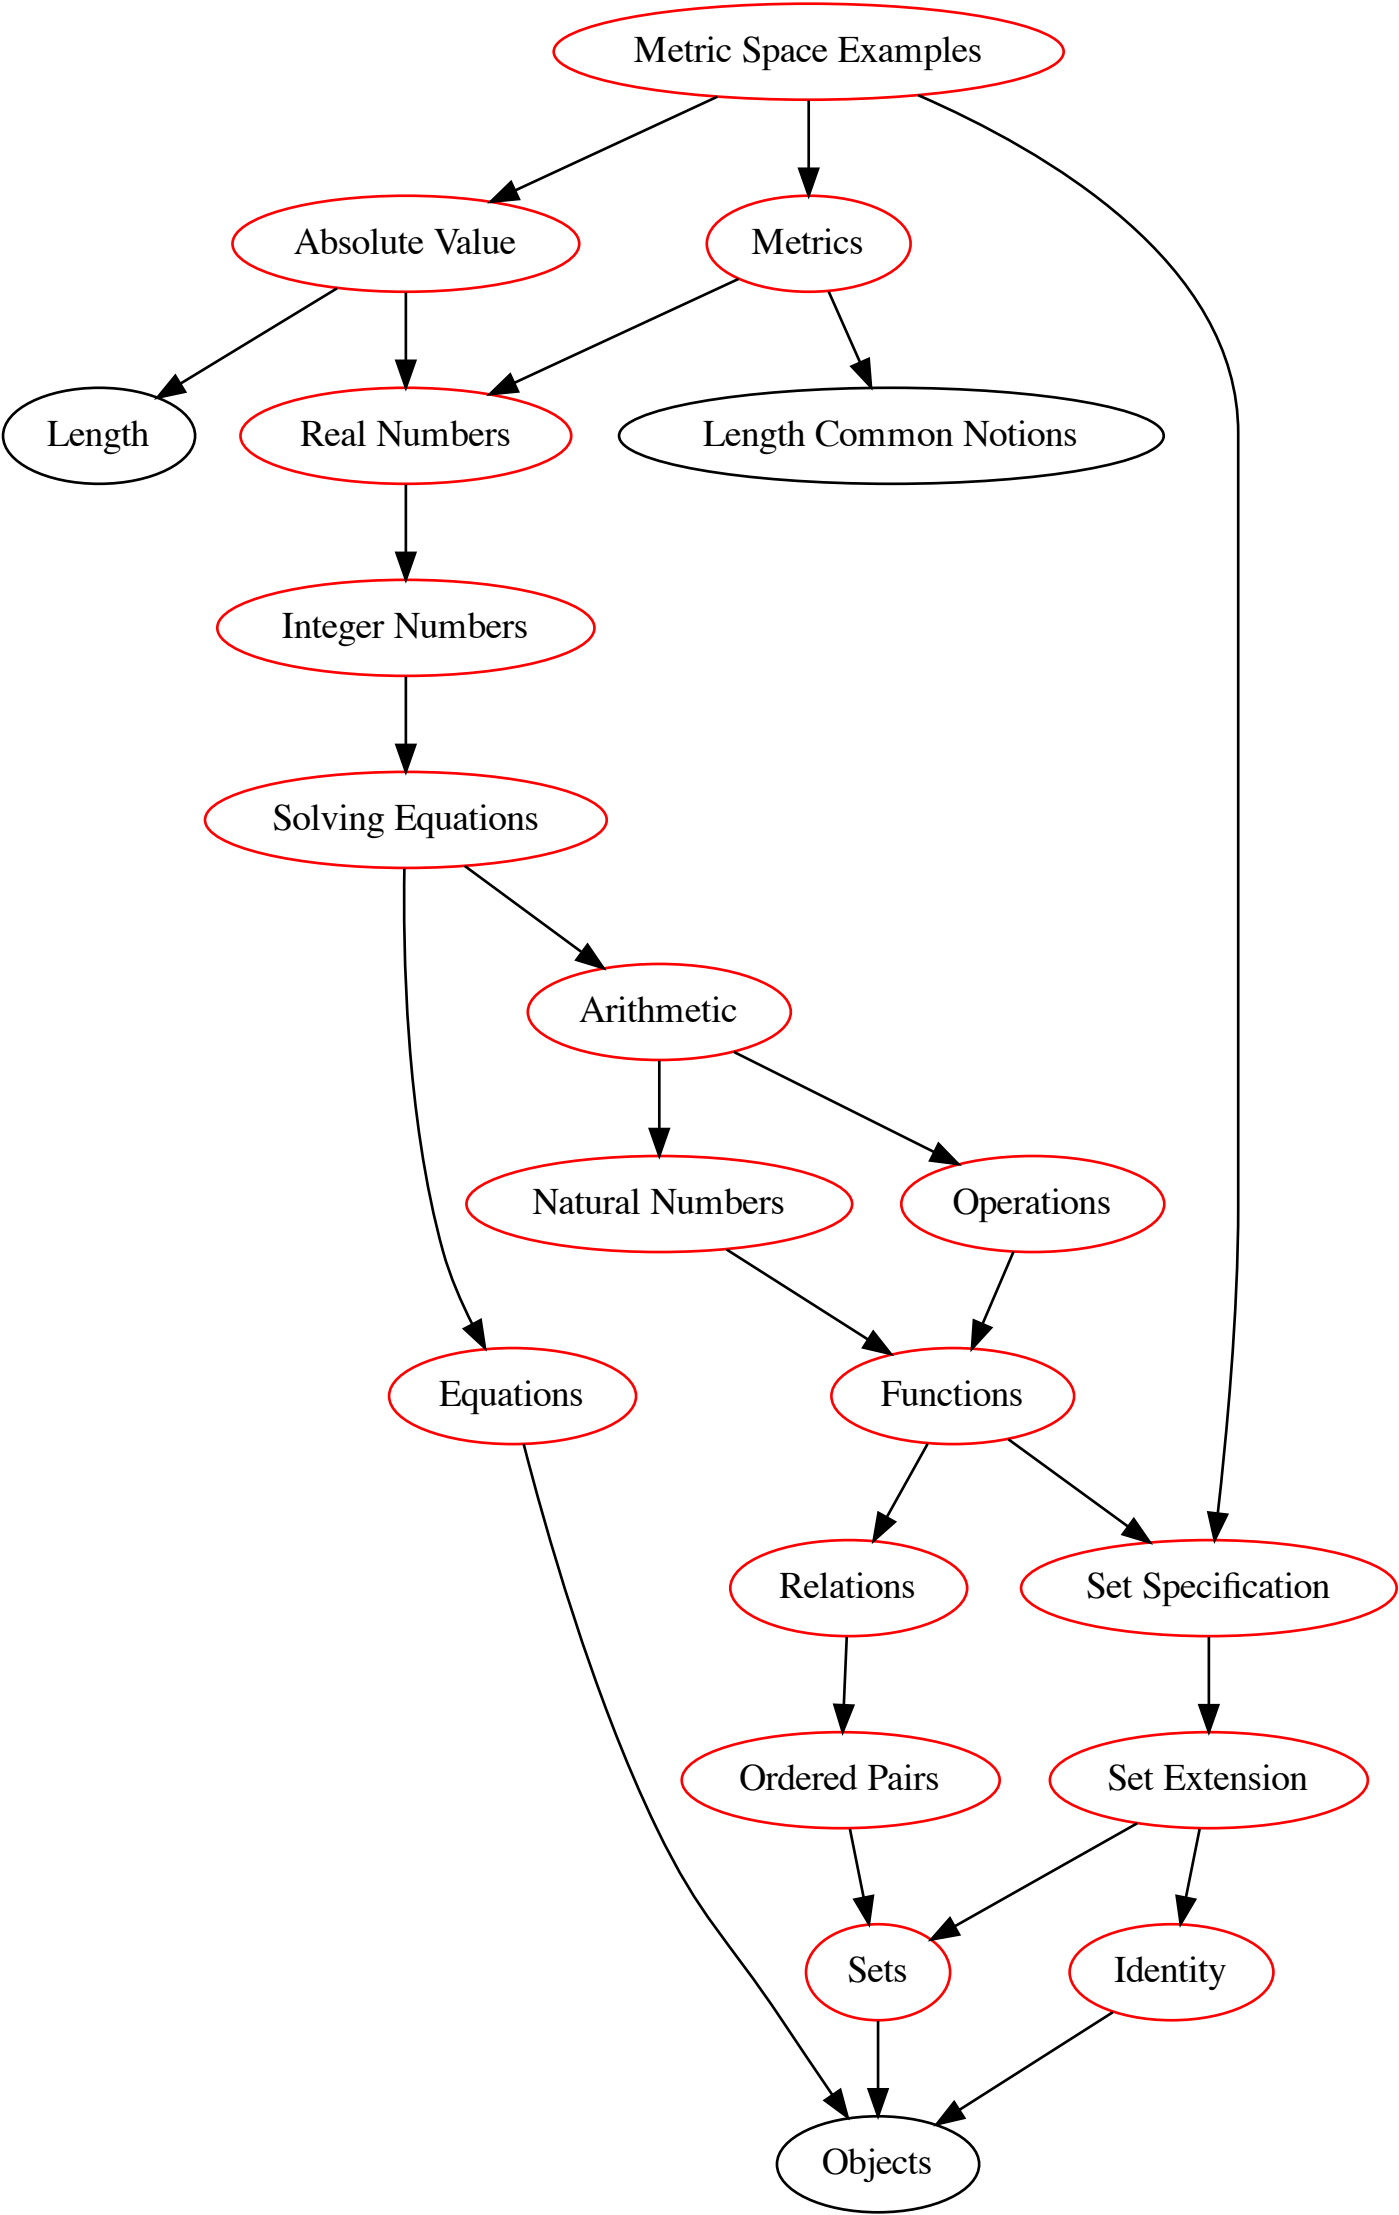 Metric Space Examples
Absolute Value
Metrics
Length
Real Numbers
Length Common Notions
Integer Numbers
Solving Equations
Arithmetic
Natural Numbers
Operations
Equations
Functions
Relations
Set Specification
Ordered Pairs
Set Extension
Sets
Identity
Objects